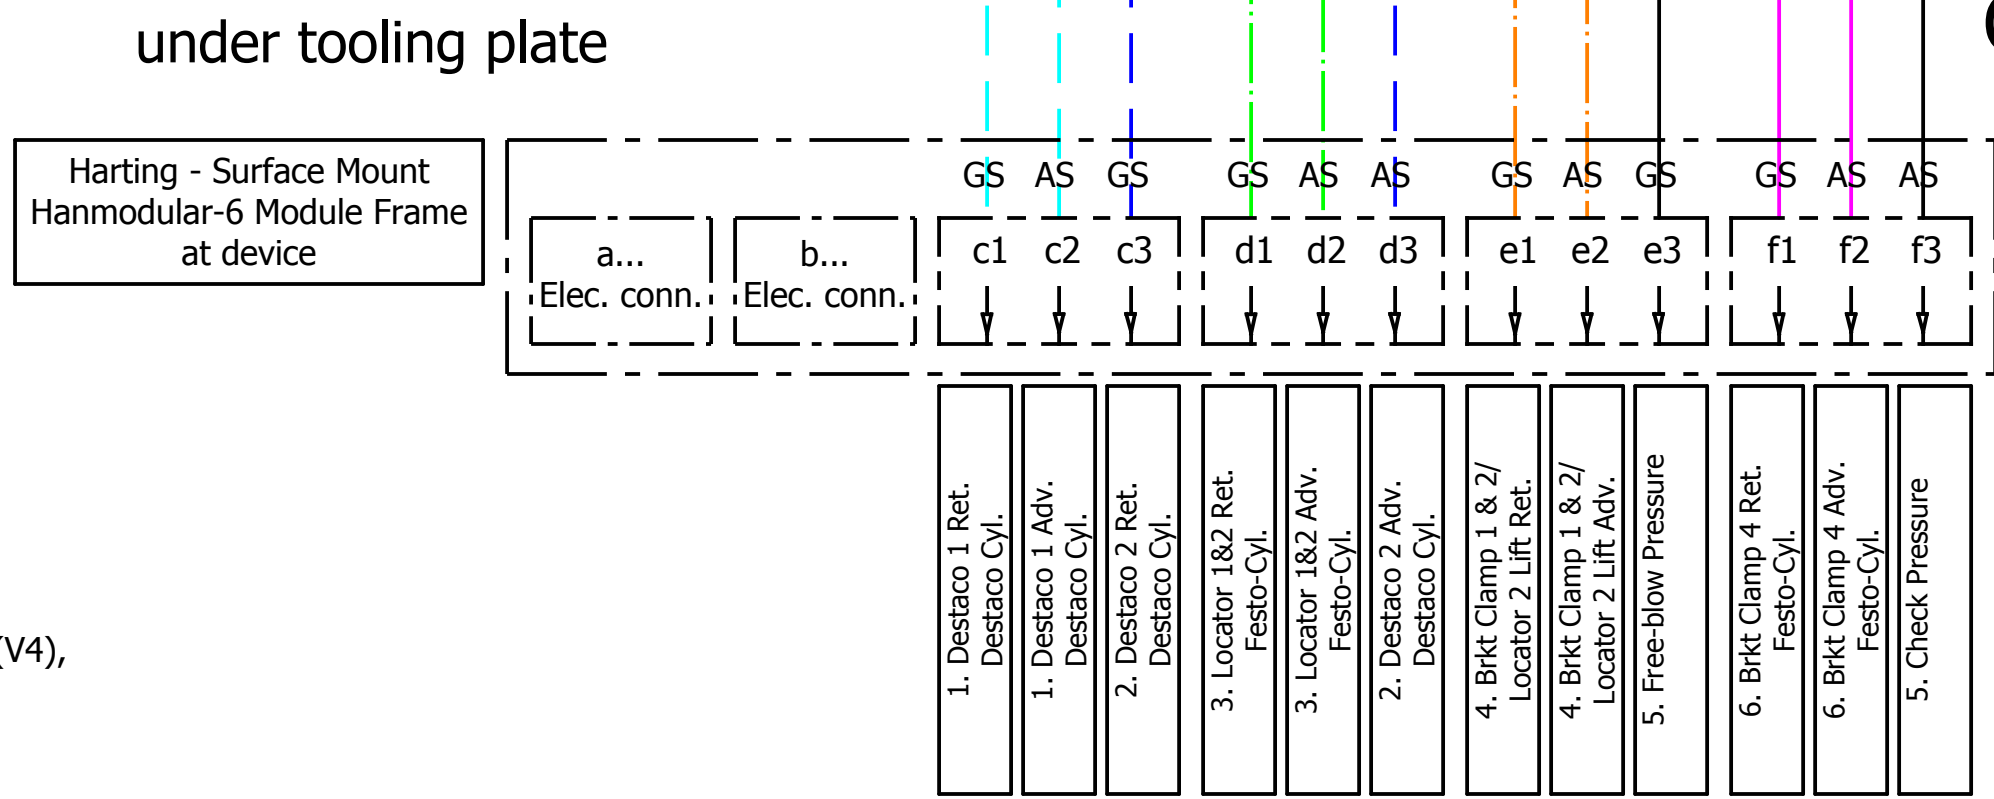 under tooling plate
Harting - Surface Mount
Hanmodular-6 Module Frame
at device
GS AS GS GS AS AS GS AS GS GS AS AS
a...
Elec. conn.
b...
Elec. conn.
c1 c2 c3 d1 d2 d3 e1 e2 e3 f1 f2 f3
1. Destaco 1 Ret.
Destaco Cyl.
1. Destaco 1 Adv.
Destaco Cyl.
2. Destaco 2 Ret.
Destaco Cyl.
3. Locator 1&2 Ret.
Festo-Cyl.
3. Locator 1&2 Adv.
Festo-Cyl.
2. Destaco 2 Adv.
Destaco Cyl.
4. Brkt Clamp 1 & 2/
Locator 2 Lift Ret.
4. Brkt Clamp 1 & 2/
Locator 2 Lift Adv.
5. Free-blow Pressure
6. Brkt Clamp 4 Ret.
Festo-Cyl.
6. Brkt Clamp 4 Adv.
Festo-Cyl.
5. Check Pressure
(V4),